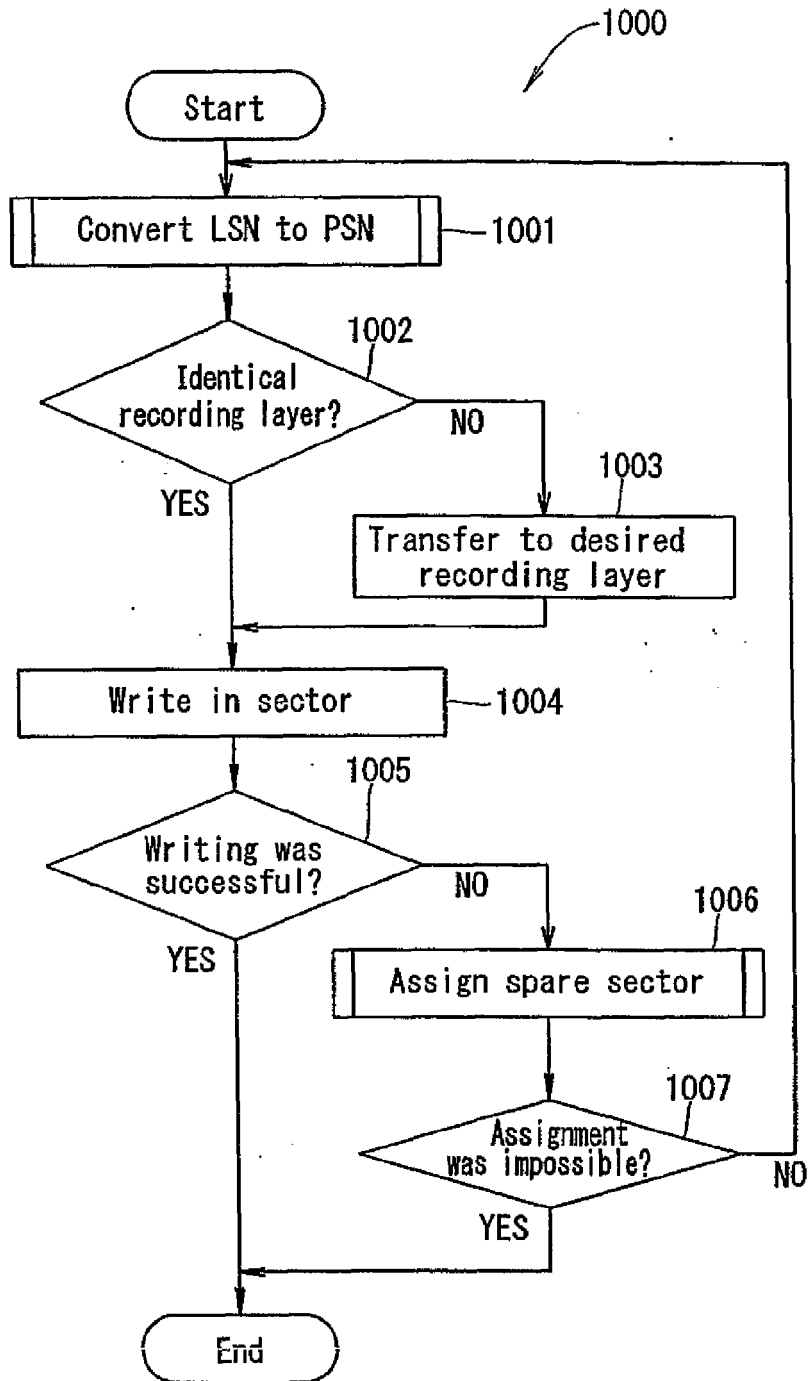 1000
Start
Convert LSN to PSN
1001
1002
Identical
recording layer?
NO
YES
1003
Transfer to desired
recording layer
Write in sector
1004
1005
Writing was
successful?
NO
YES
1006
Assign spare sector
1007
Assignment
was impossible?
NO
YES
End